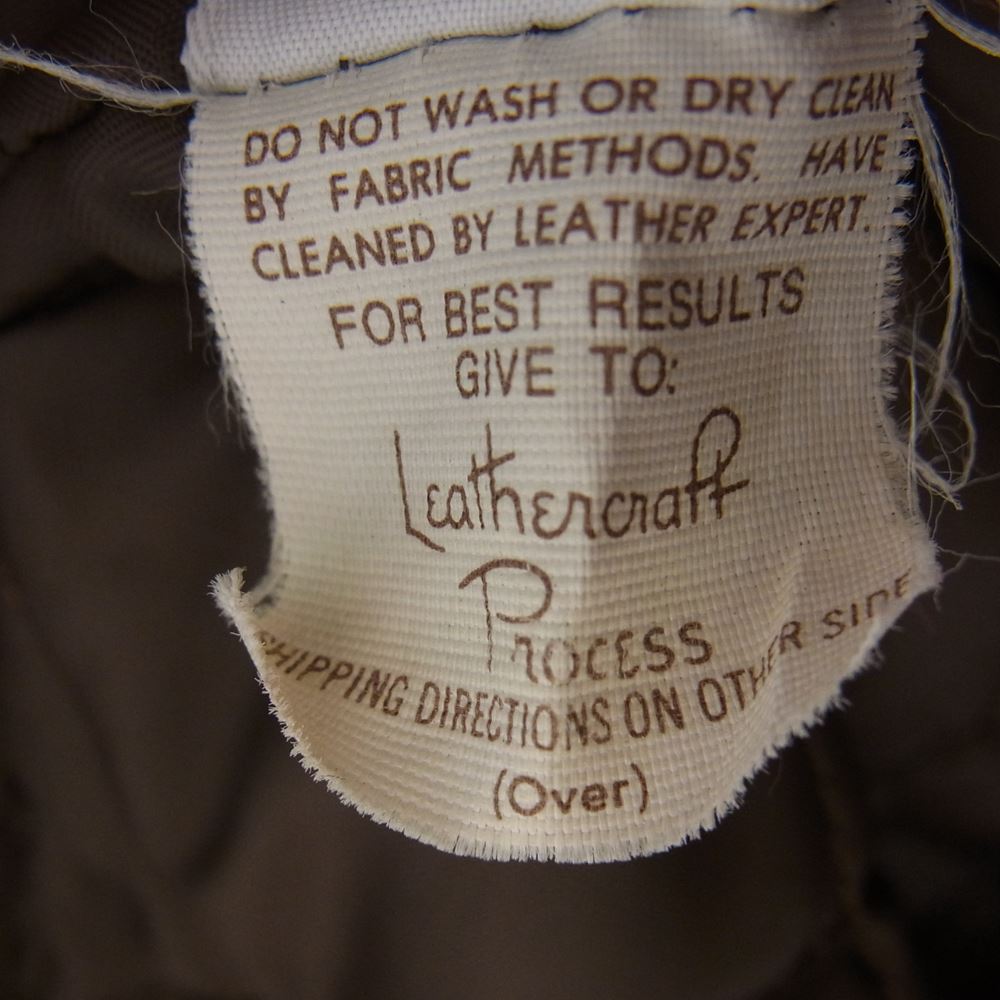 DO NOT WASH OR DRY CLEAN
BY FABRIC METHODS. HAVE
CLEANED BY LEATHER EXPERT.
FOR BEST RESULTS
GIVE TO:
Leathercraft
Process
SHIPPING DIRECTIONS ON OTHER SIDE
(Over)